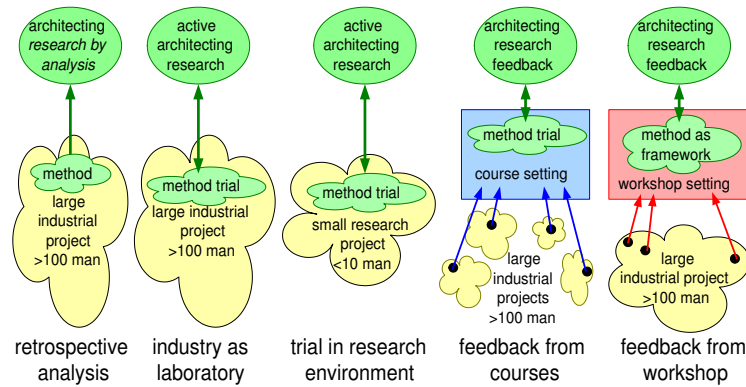 architecting
research by
analysis
method
large
industrial
project
>100 man
retrospective
analysis
active
architecting
research
method trial
large industrial
project
>100 man
industry as
laboratory
active
architecting
research
method trial
small research
project
<10 man
trial in research
environment
architecting
research
feedback
method trial
course setting
large
industrial
projects
>100 man
feedback from
courses
architecting
research
feedback
method as
framework
workshop setting
large
industrial project
>100 man
feedback from
workshop